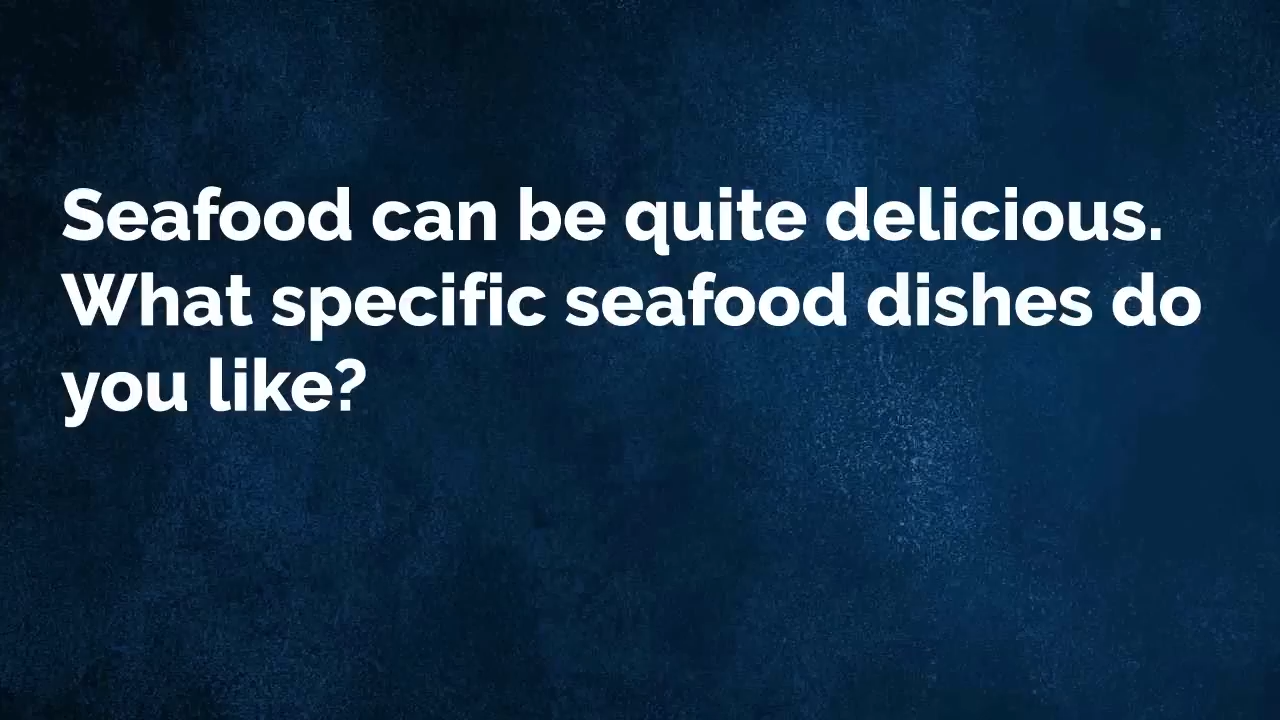 Seafood can be quite delicious.
What specific seafood dishes do
you like?